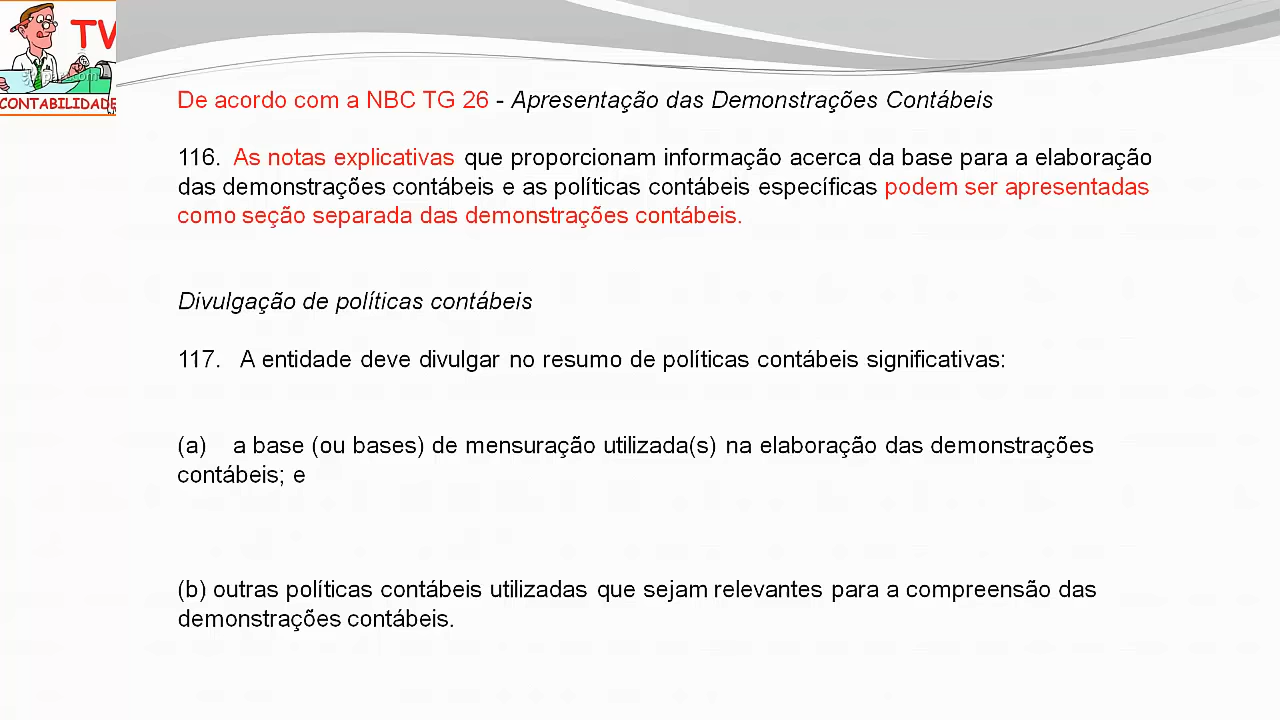 TV
CONTABILIDADE
De acordo com a NBC TG 26 - Apresentação das Demonstrações Contábeis
116. As notas explicativas que proporcionam informação acerca da base para a elaboração
das demonstrações contábeis e as políticas contábeis específicas podem ser apresentadas
como seção separada das demonstrações contábeis.
Divulgação de políticas contábeis
117. A entidade deve divulgar no resumo de políticas contábeis significativas:
(a) a base (ou bases) de mensuração utilizada(s) na elaboração das demonstrações
contábeis; e
(b) outras políticas contábeis utilizadas que sejam relevantes para a compreensão das
demonstrações contábeis.